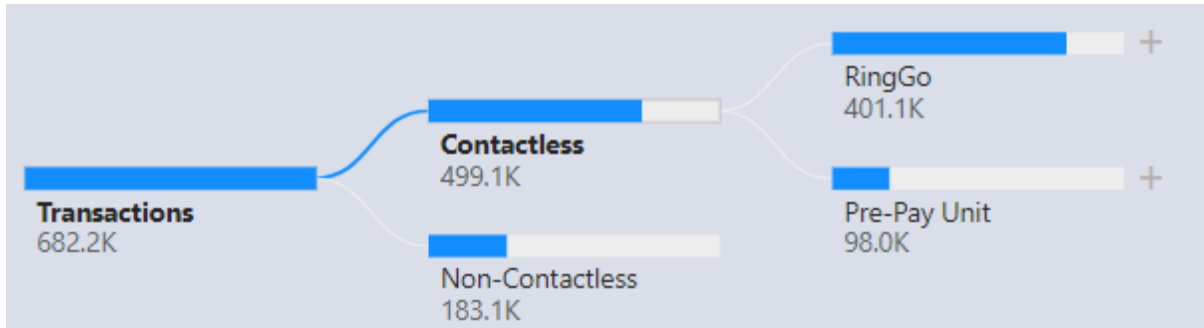 Transactions
682.2K
Contactless
499.1K
Non-Contactless
183.1K
RingGo
401.1K
Pre-Pay Unit
98.0K